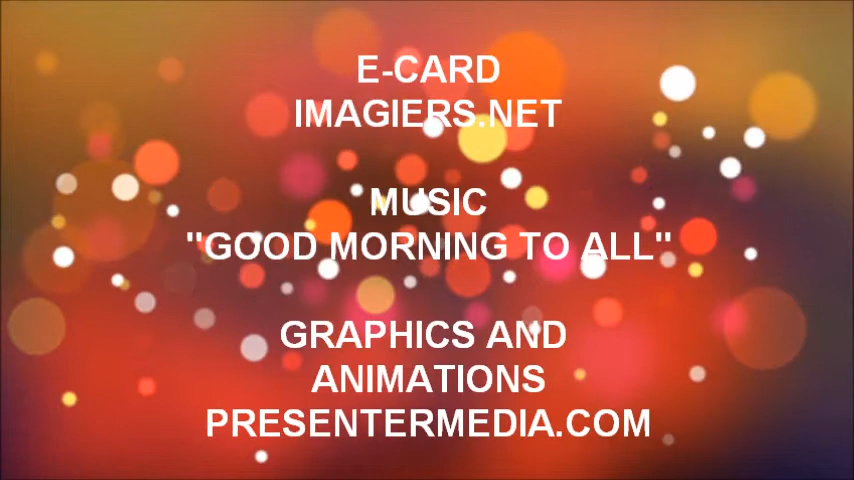 E-CARD
IMAGIERS.NET
MUSIC
"GOOD MORNING TO ALL"
GRAPHICS AND
ANIMATIONS
PRESENTERMEDIA.COM